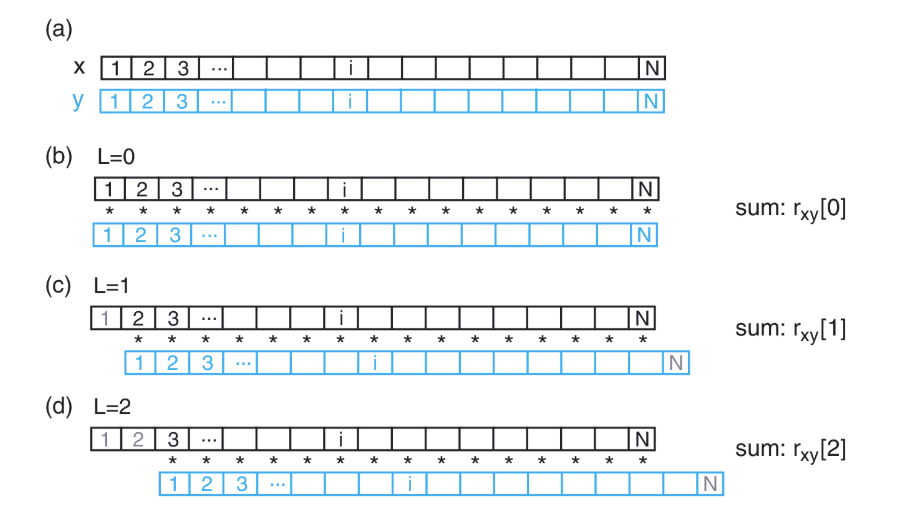 (a)
x 1 2 3 ... i N
y 1 2 3 ... i N
(b) L=0
1 2 3 ... i N
* * * * * * * * * * * * * * * * * sum: rxy[0]
1 2 3 ... i N
(c) L=1
1 2 3 ... i N
* * * * * * * * * * * * * * * * sum: rxy[1]
1 2 3 ... i N
(d) L=2
1 2 3 ... i N
* * * * * * * * * * * * * * * sum: rxy[2]
1 2 3 ... i N